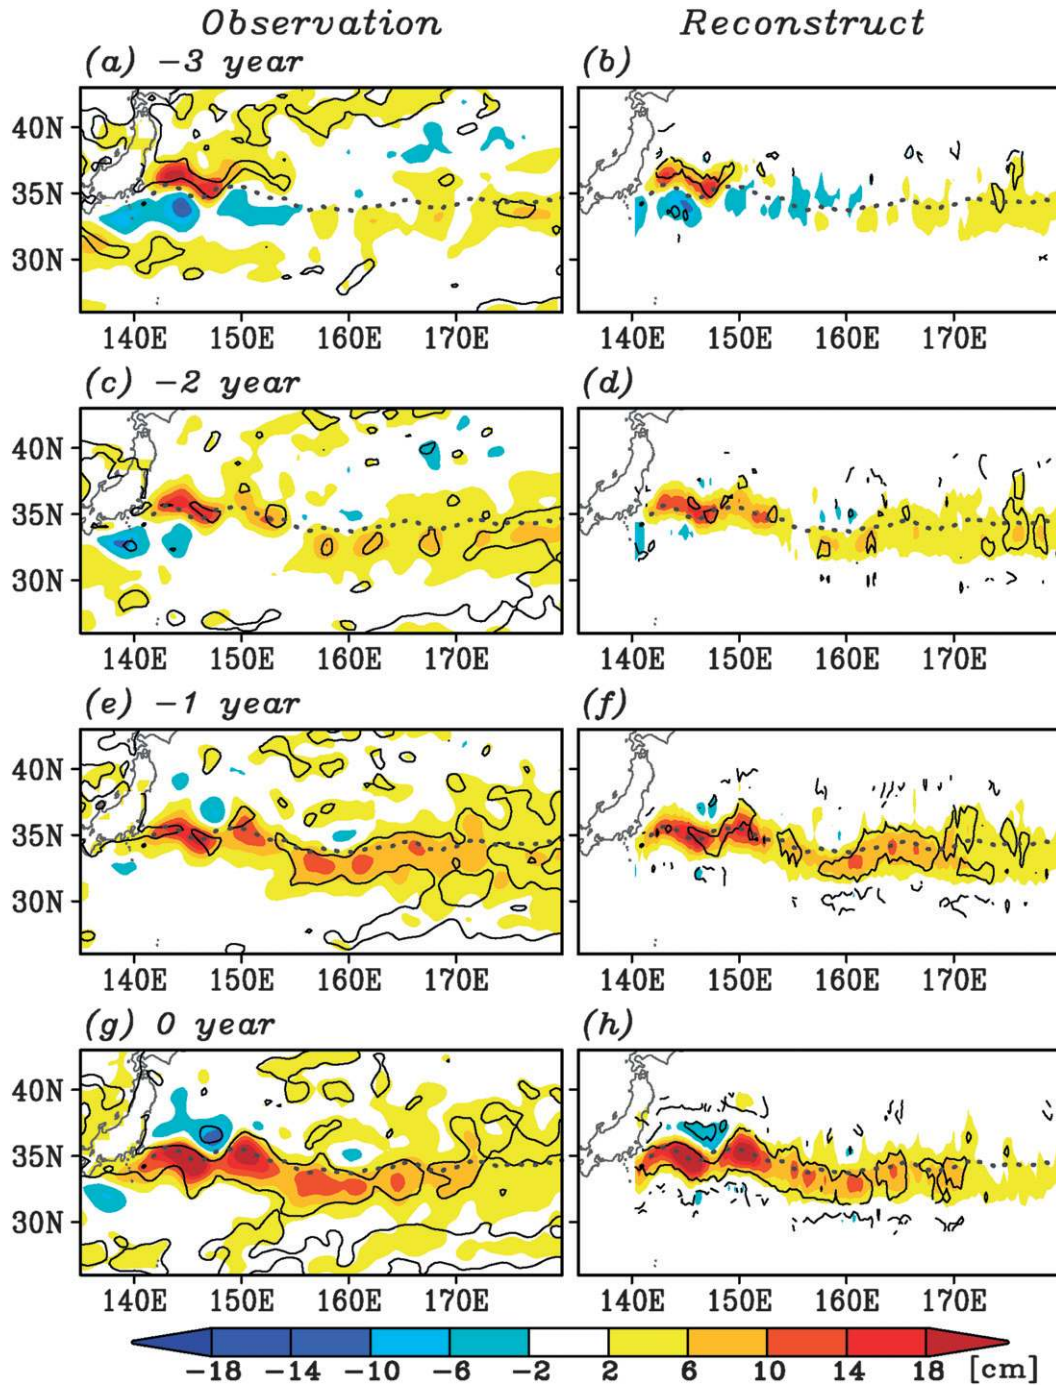 Observation Reconstruct
(a) -3 year (b)
40N
35N
30N
140E 150E 160E 170E 140E 150E 160E 170E
(c) -2 year (d)
40N
35N
30N
140E 150E 160E 170E 140E 150E 160E 170E
(e) -1 year (f)
40N
35N
30N
140E 150E 160E 170E 140E 150E 160E 170E
(g) 0 year (h)
40N
35N
30N
140E 150E 160E 170E 140E 150E 160E 170E
-18 -14 -10 -6 -2 2 6 10 14 18 [cm]